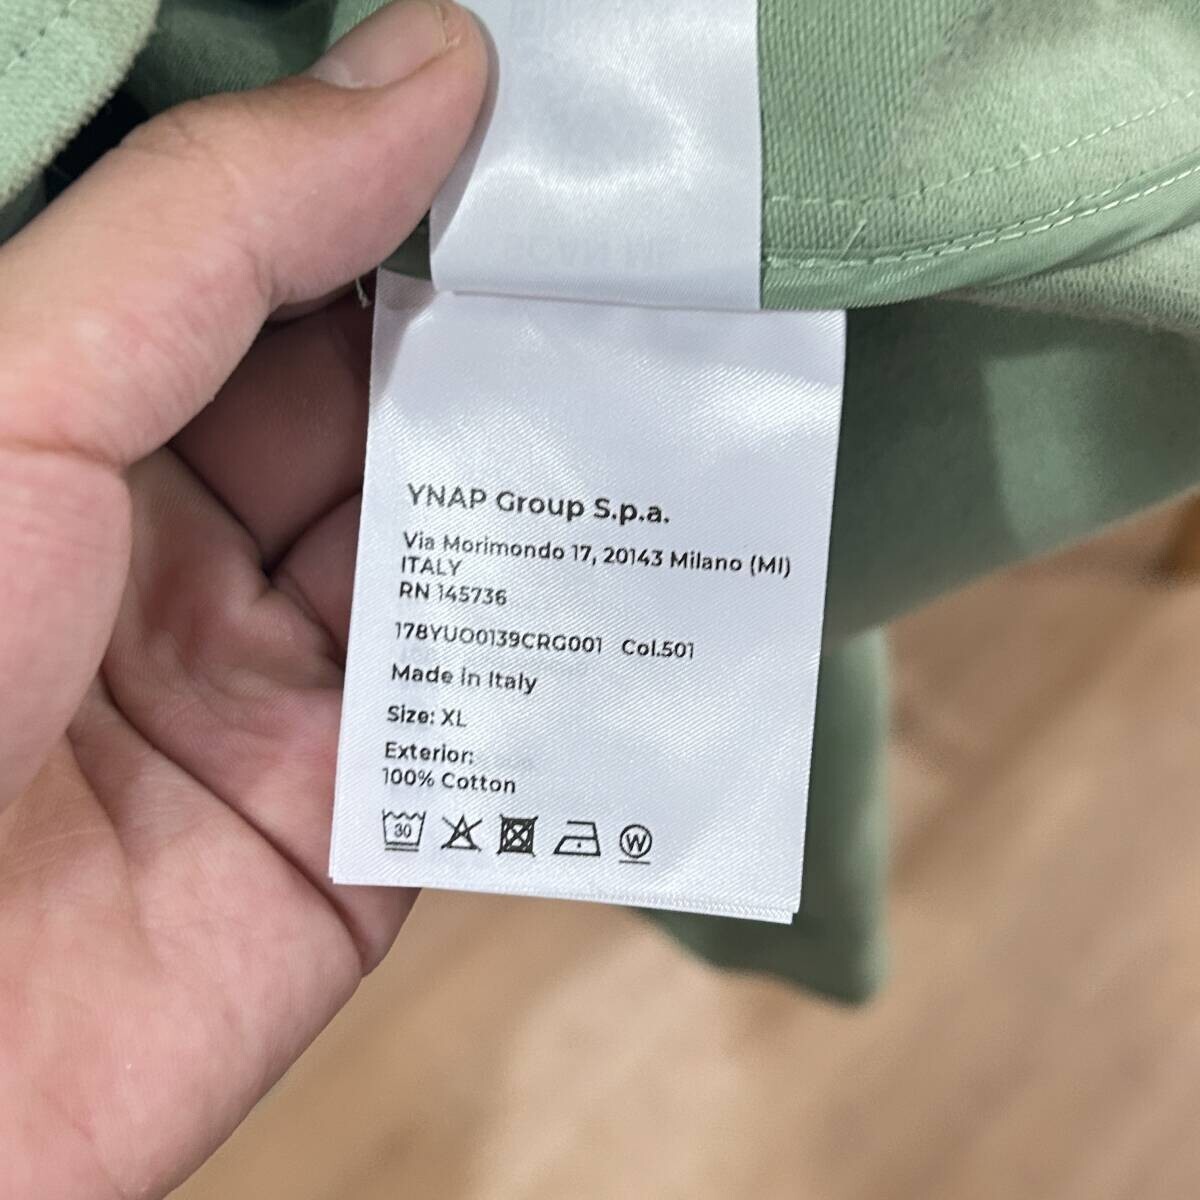 YNAP Group S.p.a.
Via Morimondo 17, 20143 Milano (MI)
ITALY
RN 145736
178YUO0139CRG001 Col.501
Made in Italy
Size: XL
Exterior:
100% Cotton
30
W